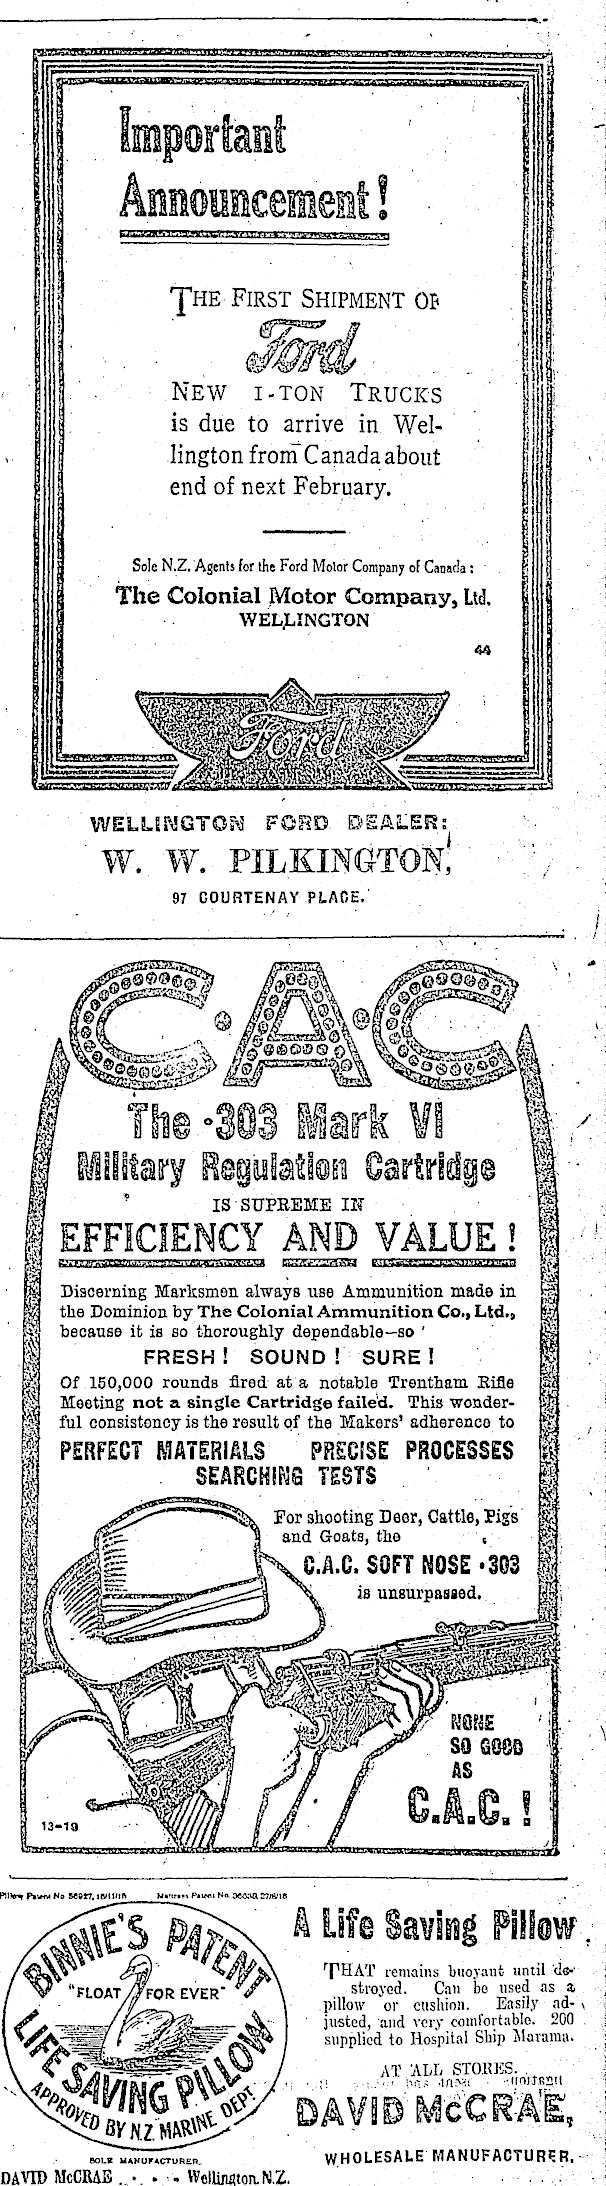 Important
Announcement!
THE FIRST SHIPMENT OF
Ford
NEW 1-TON TRUCKS
is due to arrive in Wel-
lington from Canada about
end of next February.
Sole N.Z. Agents for the Ford Motor Company of Canada:
The Colonial Motor Company, Ltd.
WELLINGTON
44
Ford
WELLINGTON FORD DEALER:
W. W. PILKINGTON,
97 COURTENAY PLACE.
C·A·C
The ·303 Mark VI
Military Regulation Cartridge
IS SUPREME IN
EFFICIENCY AND VALUE!
Discerning Marksmen always use Ammunition made in
the Dominion by The Colonial Ammunition Co., Ltd.,
because it is so thoroughly dependable—so
FRESH! SOUND! SURE!
Of 150,000 rounds fired at a notable Trentham Rifle
Meeting not a single Cartridge failed. This wonder-
ful consistency is the result of the Makers' adherence to
PERFECT MATERIALS PRECISE PROCESSES
SEARCHING TESTS
For shooting Deer, Cattle, Pigs
and Goats, the
C.A.C. SOFT NOSE ·303
is unsurpassed.
NONE
SO GOOD
AS
C.A.C.!
13-19
Pillow Patent No 36927, 16/11/15 Mattress Patent No.
BINNIE'S PATENT
"FLOAT FOR EVER"
LIFE SAVING PILLOW
APPROVED BY N.Z. MARINE DEPT.
SOLE MANUFACTURER.
DAVID McCRAE . . . . Wellington. N.Z.
A Life Saving Pillow
THAT remains buoyant until de-
stroyed. Can be used as a
pillow or cushion. Easily ad-
justed, and very comfortable. 200
supplied to Hospital Ship Marama.
AT ALL STORES.
DAVID McCRAE,
WHOLESALE MANUFACTURER.